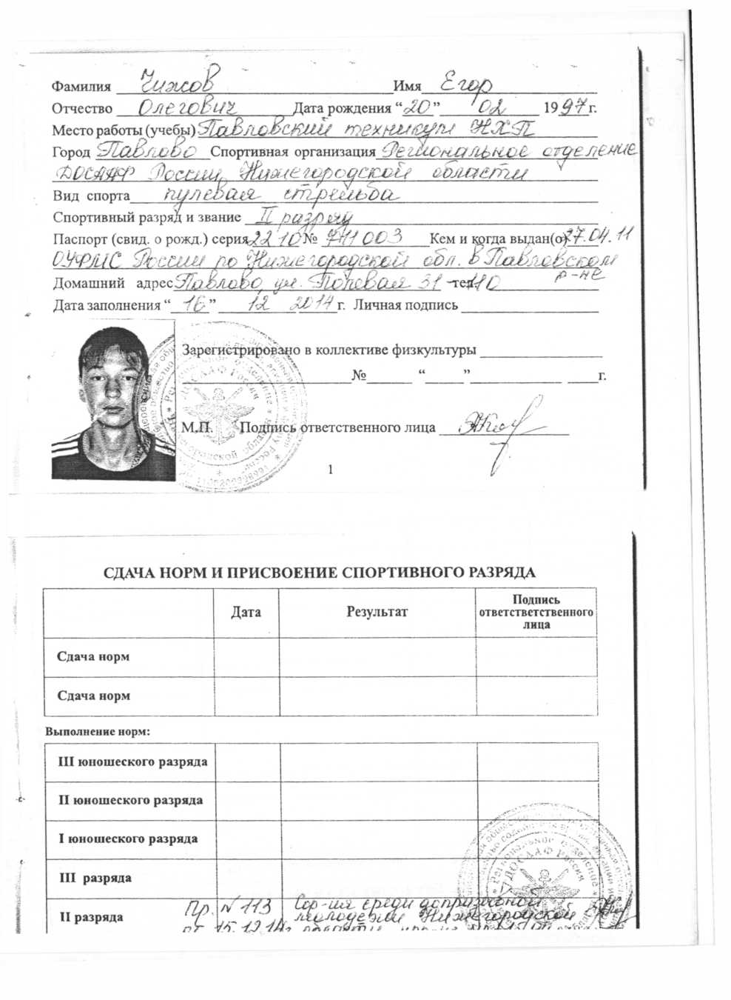 Фамилия Чижов Имя Егор
Отчество Олегович Дата рождения “20” 02 1997г.
Место работы (учебы) Павловский техникум НХП
Город Павлово Спортивная организация Региональное отделение
ДОСААФ России Нижегородской области
Вид спорта пулевая стрельба
Спортивный разряд и звание II разряд
Паспорт (свид. о рожд.) серия 22 10 № 711 003 Кем и когда выдан(о) 27.04.11
ОУФМС России по Нижегородской обл. в Павловском
р-не
Домашний адрес Павлово, ул. Полевая 31 -110 тел.
Дата заполнения “16” 12 2014 г. Личная подпись
Зарегистрировано в коллективе физкультуры
№ “ ” г.
М.П. Подпись ответственного лица
1
СДАЧА НОРМ И ПРИСВОЕНИЕ СПОРТИВНОГО РАЗРЯДА
Дата Результат Подпись ответстветственного лица
Сдача норм
Сдача норм
Выполнение норм:
III юношеского разряда
II юношеского разряда
I юношеского разряда
III разряда
II разряда Пр. № 113 Сор-ия среди допризывной
молодежи Нижегородской
от 15.12.14г. области